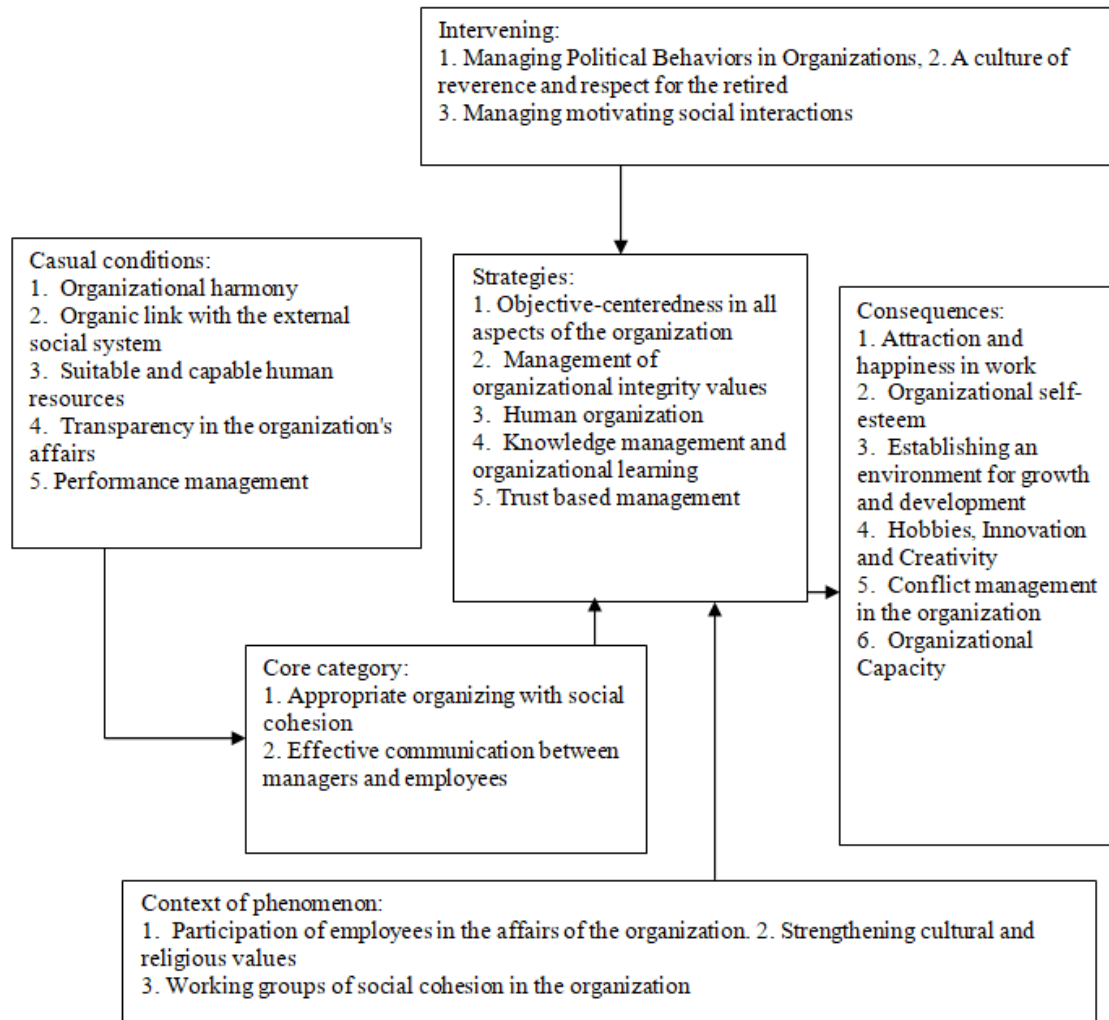 Intervening:
1. Managing Political Behaviors in Organizations, 2. A culture of
reverence and respect for the retired
3. Managing motivating social interactions
Casual conditions:
1. Organizational harmony
2. Organic link with the external
social system
3. Suitable and capable human
resources
4. Transparency in the organization's
affairs
5. Performance management
Strategies:
1. Objective-centeredness in all
aspects of the organization
2. Management of
organizational integrity values
3. Human organization
4. Knowledge management and
organizational learning
5. Trust based management
Consequences:
1. Attraction and
happiness in work
2. Organizational self-
esteem
3. Establishing an
environment for growth
and development
4. Hobbies, Innovation
and Creativity
5. Conflict management
in the organization
6. Organizational
Capacity
Core category:
1. Appropriate organizing with social
cohesion
2. Effective communication between
managers and employees
Context of phenomenon:
1. Participation of employees in the affairs of the organization. 2. Strengthening cultural and
religious values
3. Working groups of social cohesion in the organization